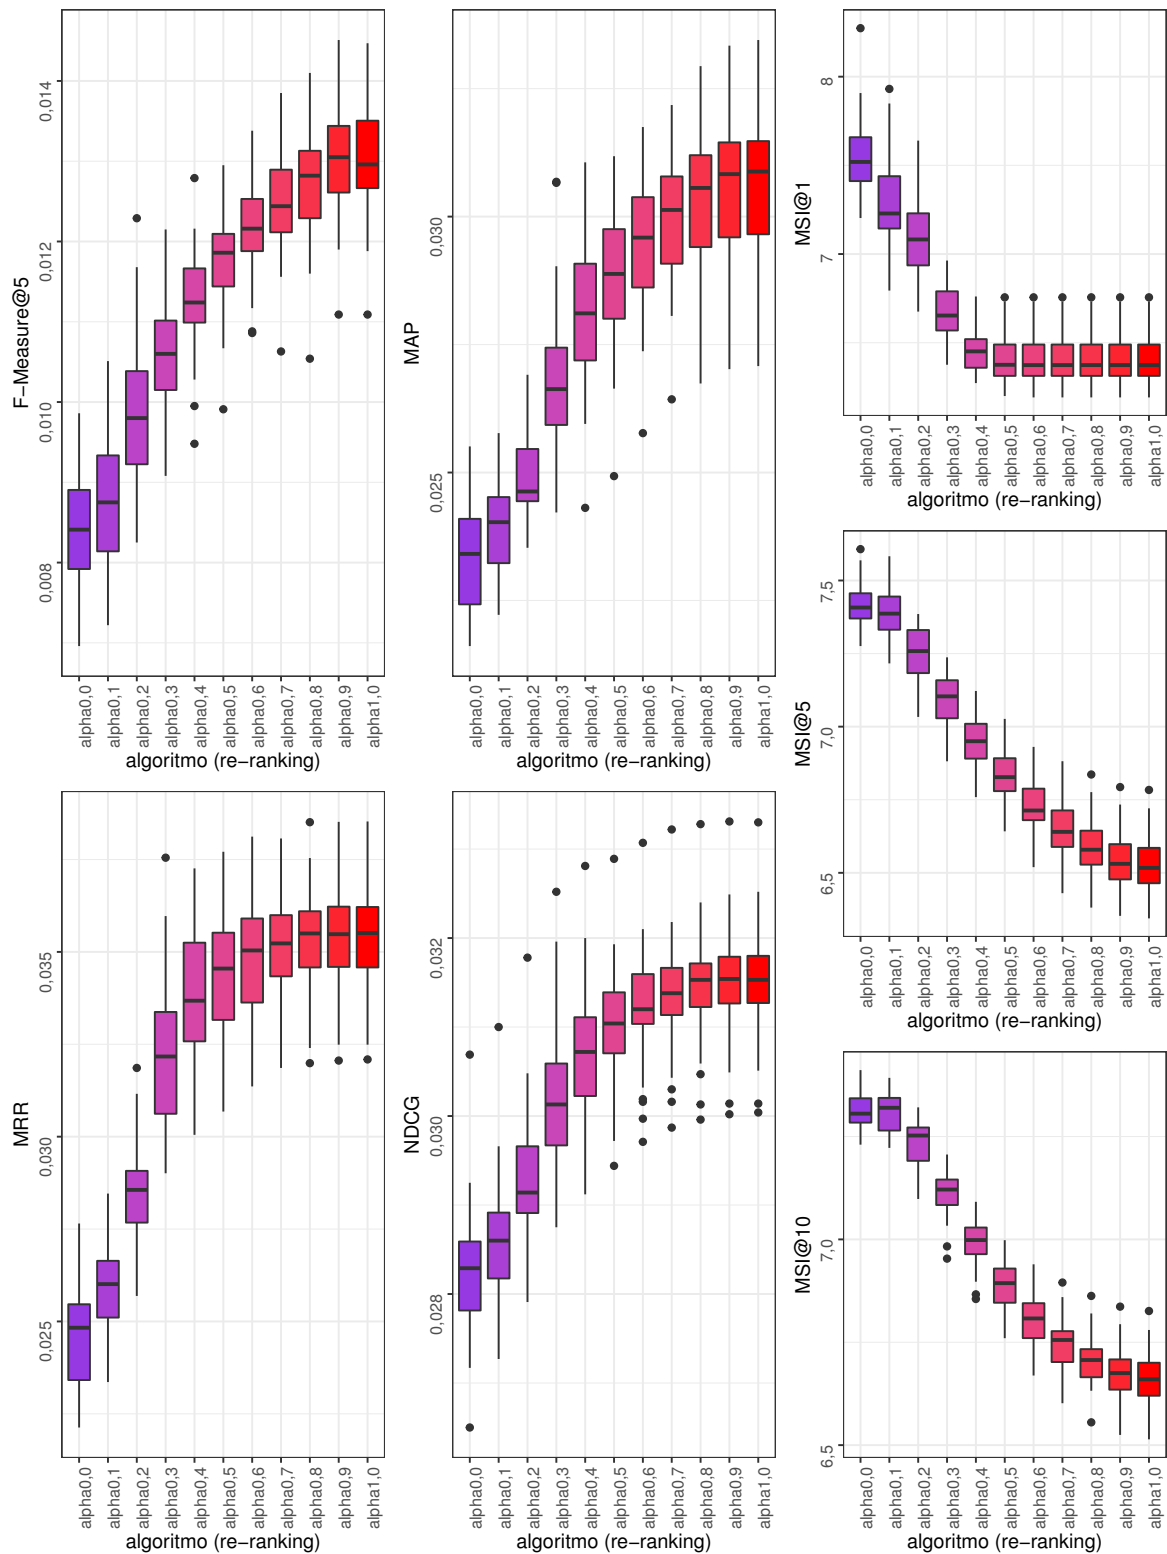 F−Measure@5
0,014
0,012
0,010
0,008
alpha0,0
alpha0,1
alpha0,2
alpha0,3
alpha0,4
alpha0,5
alpha0,6
alpha0,7
alpha0,8
alpha0,9
alpha1,0
algoritmo (re−ranking)
MAP
0,030
0,025
alpha0,0
alpha0,1
alpha0,2
alpha0,3
alpha0,4
alpha0,5
alpha0,6
alpha0,7
alpha0,8
alpha0,9
alpha1,0
algoritmo (re−ranking)
MSI@1
8
7
alpha0,0
alpha0,1
alpha0,2
alpha0,3
alpha0,4
alpha0,5
alpha0,6
alpha0,7
alpha0,8
alpha0,9
alpha1,0
algoritmo (re−ranking)
MSI@5
7,5
7,0
6,5
alpha0,0
alpha0,1
alpha0,2
alpha0,3
alpha0,4
alpha0,5
alpha0,6
alpha0,7
alpha0,8
alpha0,9
alpha1,0
algoritmo (re−ranking)
MRR
0,035
0,030
0,025
alpha0,0
alpha0,1
alpha0,2
alpha0,3
alpha0,4
alpha0,5
alpha0,6
alpha0,7
alpha0,8
alpha0,9
alpha1,0
algoritmo (re−ranking)
NDCG
0,032
0,030
0,028
alpha0,0
alpha0,1
alpha0,2
alpha0,3
alpha0,4
alpha0,5
alpha0,6
alpha0,7
alpha0,8
alpha0,9
alpha1,0
algoritmo (re−ranking)
MSI@10
7,0
6,5
alpha0,0
alpha0,1
alpha0,2
alpha0,3
alpha0,4
alpha0,5
alpha0,6
alpha0,7
alpha0,8
alpha0,9
alpha1,0
algoritmo (re−ranking)